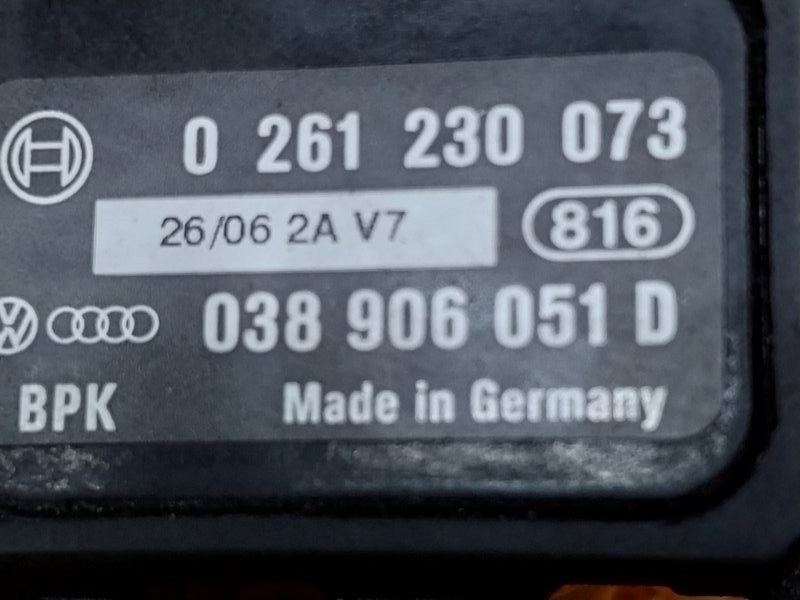 0 261 230 073
26/06 2A V7
816
038 906 051 D
BPK
Made in Germany